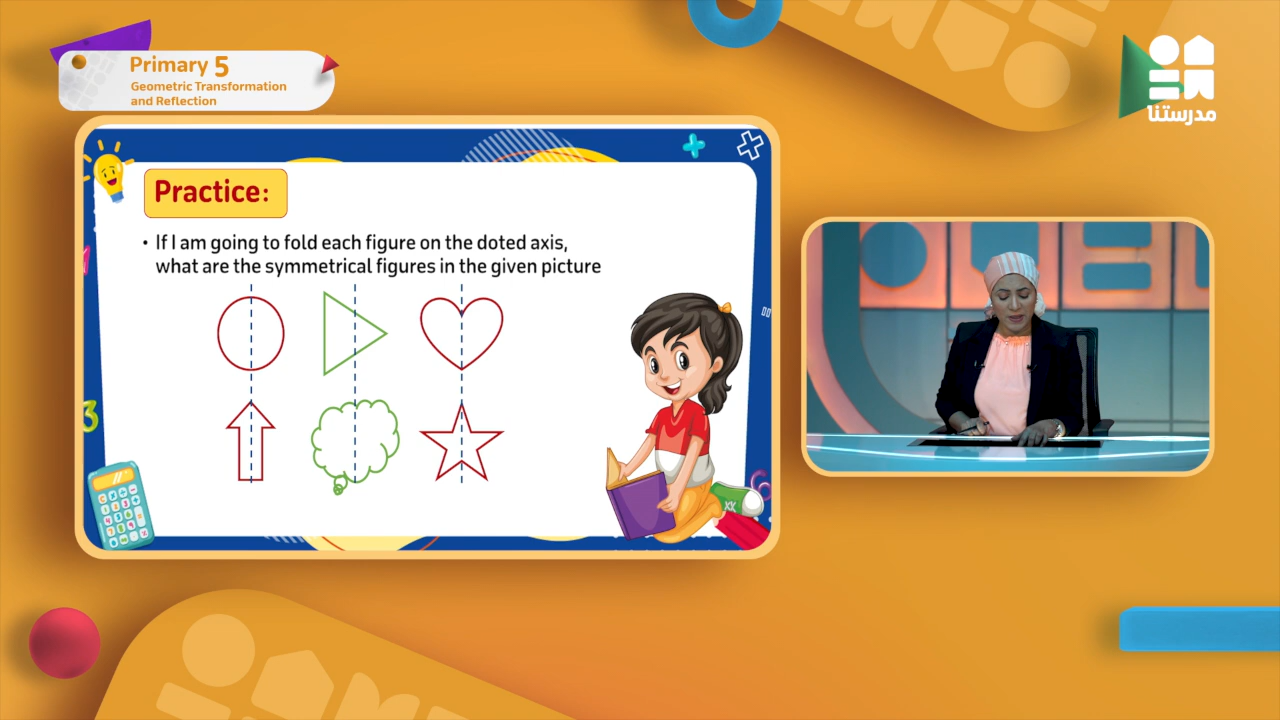 Primary 5
Geometric Transformation
and Reflection
مدرستنا
Practice:
• If I am going to fold each figure on the doted axis,
what are the symmetrical figures in the given picture